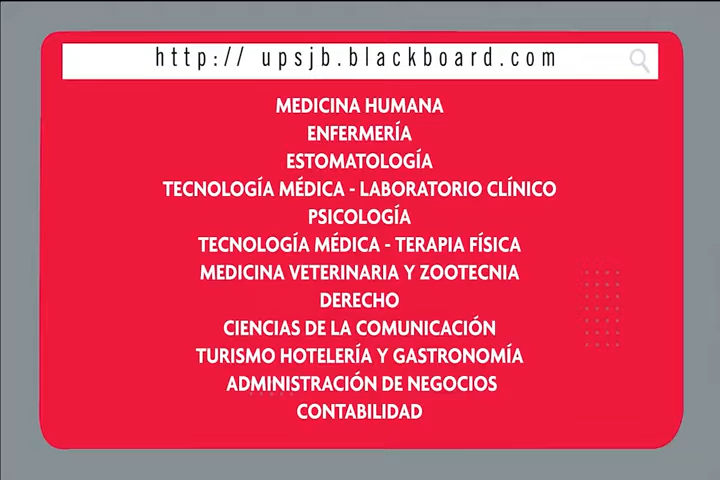 http:// upsjb.blackboard.com
MEDICINA HUMANA
ENFERMERÍA
ESTOMATOLOGÍA
TECNOLOGÍA MÉDICA - LABORATORIO CLÍNICO
PSICOLOGÍA
TECNOLOGÍA MÉDICA - TERAPIA FÍSICA
MEDICINA VETERINARIA Y ZOOTECNIA
DERECHO
CIENCIAS DE LA COMUNICACIÓN
TURISMO HOTELERÍA Y GASTRONOMÍA
ADMINISTRACIÓN DE NEGOCIOS
CONTABILIDAD